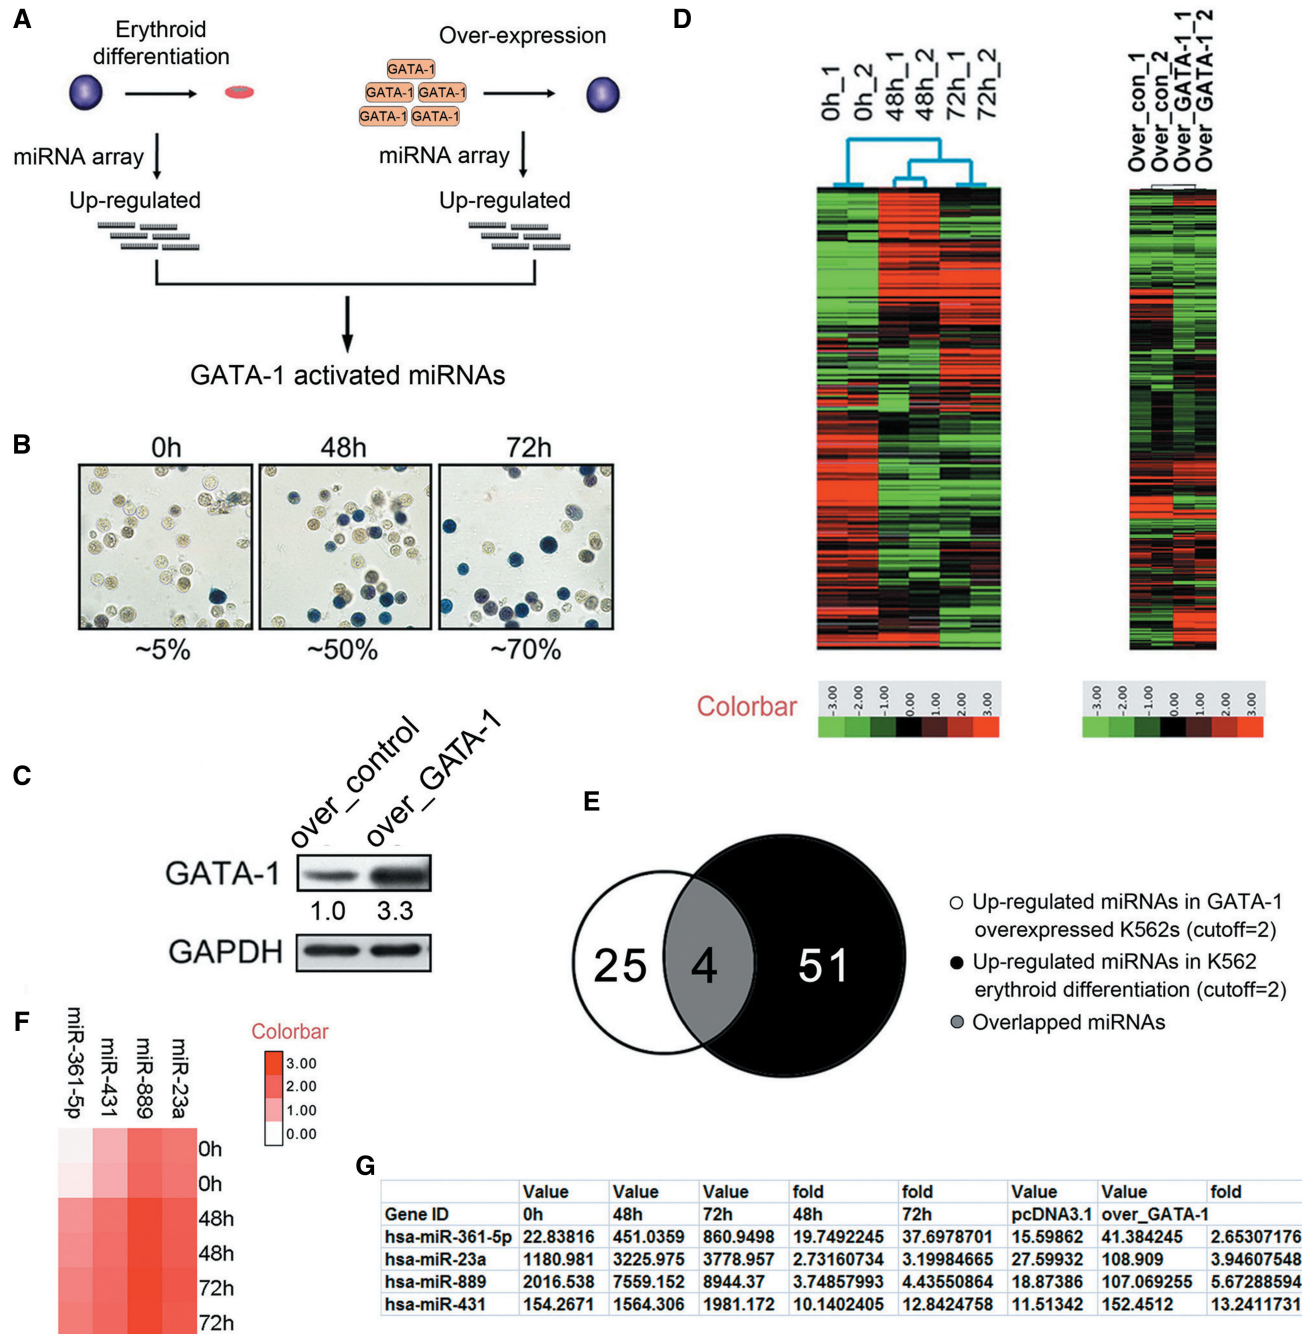 A
Erythroid
differentiation
Over-expression
GATA-1
GATA-1 GATA-1
GATA-1 GATA-1
miRNA array
miRNA array
Up-regulated
Up-regulated
GATA-1 activated miRNAs
B
0h 48h 72h
~5% ~50% ~70%
C
over_control
over_GATA-1
GATA-1
1.0 3.3
GAPDH
D
0h_1
0h_2
48h_1
48h_2
72h_1
72h_2
Over_con_1
Over_con_2
Over_GATA-1_1
Over_GATA-1_2
Colorbar
-3.00 -2.00 -1.00 0.00 1.00 2.00 3.00
-3.00 -2.00 -1.00 0.00 1.00 2.00 3.00
E
25 4 51
Up-regulated miRNAs in GATA-1
overexpressed K562s (cutoff=2)
Up-regulated miRNAs in K562
erythroid differentiation (cutoff=2)
Overlapped miRNAs
F
miR-361-5p
miR-431
miR-889
miR-23a
Colorbar
3.00
2.00
1.00
0.00
0h
0h
48h
48h
72h
72h
G
Value Value Value fold fold Value Value fold
Gene ID 0h 48h 72h 48h 72h pcDNA3.1 over_GATA-1
hsa-miR-361-5p 22.83816 451.0359 860.9498 19.7492245 37.6978701 15.59862 41.384245 2.65307176
hsa-miR-23a 1180.981 3225.975 3778.957 2.73160734 3.19984665 27.59932 108.909 3.94607548
hsa-miR-889 2016.538 7559.152 8944.37 3.74857993 4.43550864 18.87386 107.069255 5.67288594
hsa-miR-431 154.2671 1564.306 1981.172 10.1402405 12.8424758 11.51342 152.4512 13.2411731